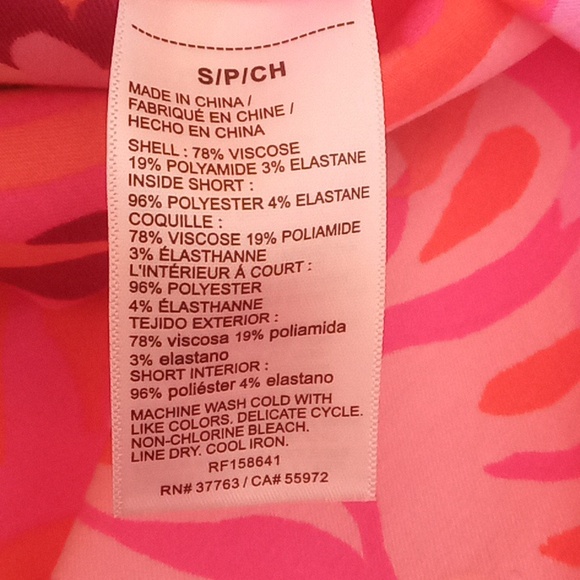 S/P/CH
MADE IN CHINA /
FABRIQUÉ EN CHINE /
HECHO EN CHINA
SHELL : 78% VISCOSE
19% POLYAMIDE 3% ELASTANE
INSIDE SHORT :
96% POLYESTER 4% ELASTANE
COQUILLE :
78% VISCOSE 19% POLIAMIDE
3% ÉLASTHANNE
L'INTÉRIEUR À COURT :
96% POLYESTER
4% ÉLASTHANNE
TEJIDO EXTERIOR :
78% viscosa 19% poliamida
3% elastano
SHORT INTERIOR :
96% poliéster 4% elastano
MACHINE WASH COLD WITH
LIKE COLORS. DELICATE CYCLE.
NON-CHLORINE BLEACH.
LINE DRY. COOL IRON.
RF158641
RN# 37763 / CA# 55972